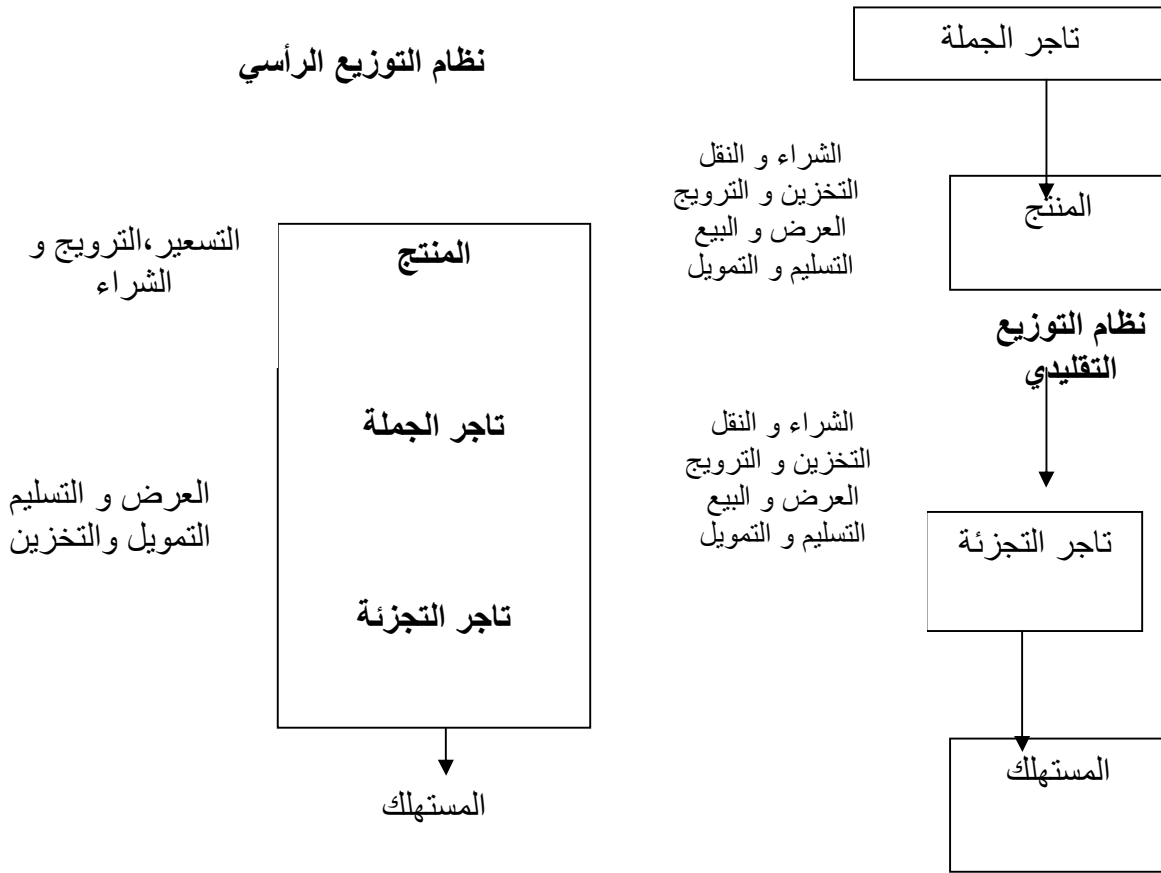 تاجر الجملة
نظام التوزيع الرأسي
الشراء و النقل
التخزين و الترويج
العرض و البيع
التسليم و التمويل
المنتج
التسعير،الترويج و
الشراء
المنتج
نظام التوزيع
التقليدي
تاجر الجملة
الشراء و النقل
التخزين و الترويج
العرض و البيع
التسليم و التمويل
العرض و التسليم
التمويل والتخزين
تاجر التجزئة
تاجر التجزئة
المستهلك
المستهلك